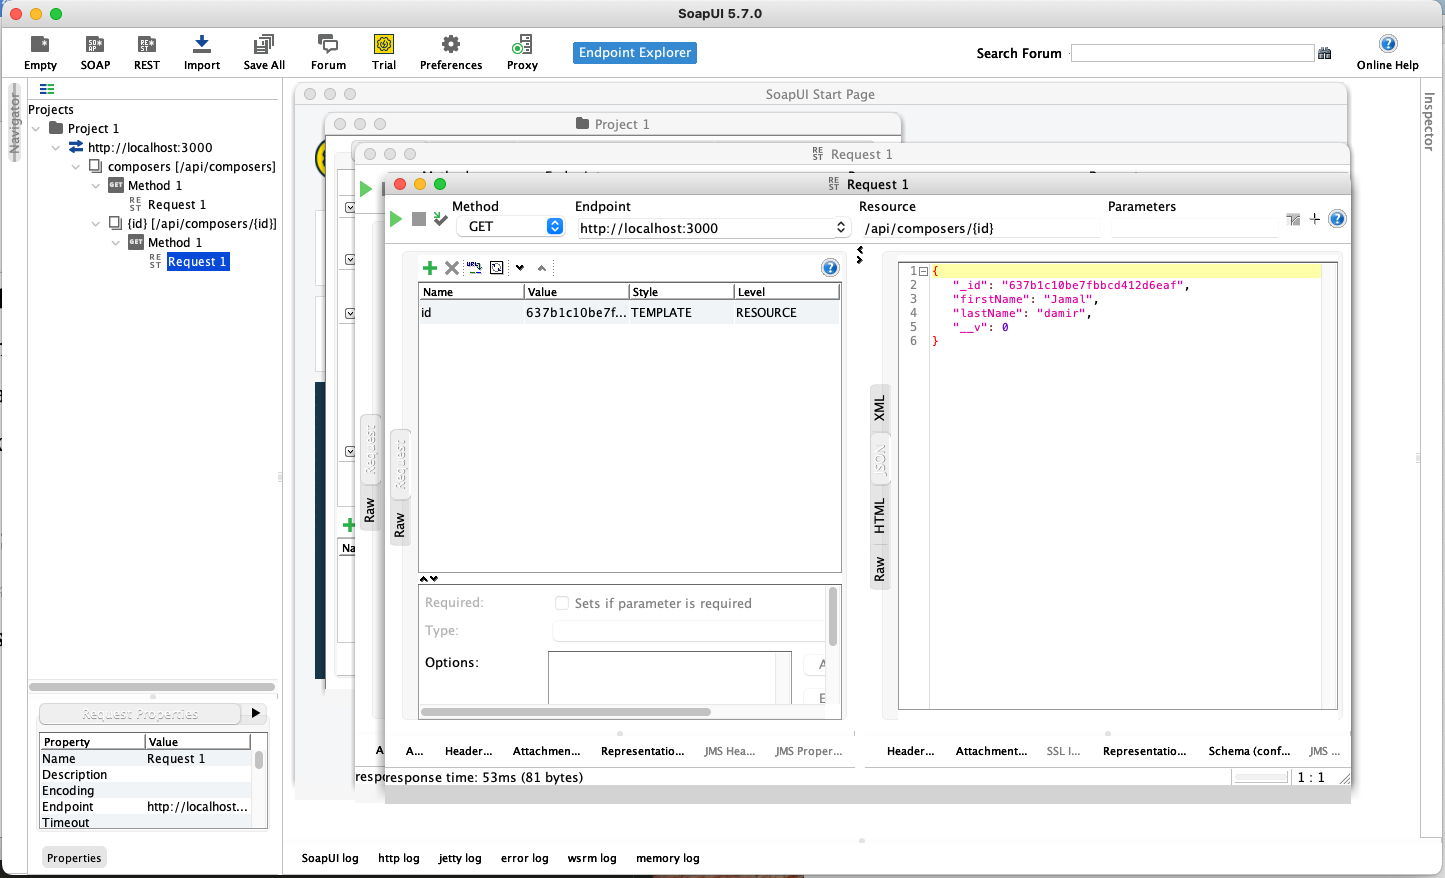 SoapUI 5.7.0
Empty
SOAP
REST
Import
Save All
Forum
Trial
Preferences
Proxy
Endpoint Explorer
Search Forum
Online Help
Navigator
Inspector
Projects
Project 1
http://localhost:3000
composers [/api/composers]
GET Method 1
REST Request 1
{id} [/api/composers/{id}]
GET Method 1
REST Request 1
SoapUI Start Page
Project 1
REST Request 1
REST Request 1
Method
Endpoint
Resource
Parameters
GET
http://localhost:3000
/api/composers/{id}
Name Value Style Level
id 637b1c10be7f... TEMPLATE RESOURCE
Request
Raw
Request
Raw
Required:
Sets if parameter is required
Type:
Options:
XML
JSON
HTML
Raw
1 {
2 "_id": "637b1c10be7fbbcd412d6eaf",
3 "firstName": "Jamal",
4 "lastName": "damir",
5 "__v": 0
6 }
A...
Header...
Attachmen...
Representatio...
JMS Hea...
JMS Proper...
Header...
Attachment...
SSL I...
Representatio...
Schema (conf...
JMS ...
response time: 53ms (81 bytes)
1 : 1
Request Properties
Property Value
Name Request 1
Description
Encoding
Endpoint http://localhost...
Timeout
Properties
SoapUI log
http log
jetty log
error log
wsrm log
memory log